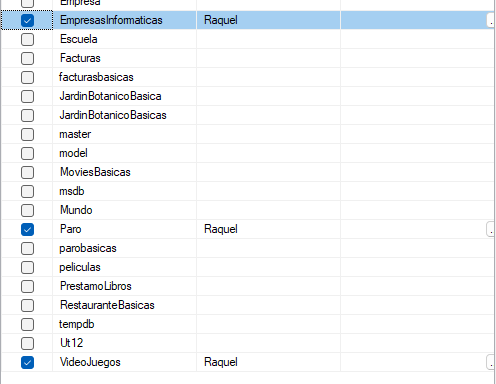 Empresa
EmpresasInformaticas Raquel ...
Escuela
Facturas
facturasbasicas
JardinBotanicoBasica
JardinBotanicoBasicas
master
model
MoviesBasicas
msdb
Mundo
Paro Raquel ...
parobasicas
peliculas
PrestamoLibros
RestauranteBasicas
tempdb
Ut12
VideoJuegos Raquel ...